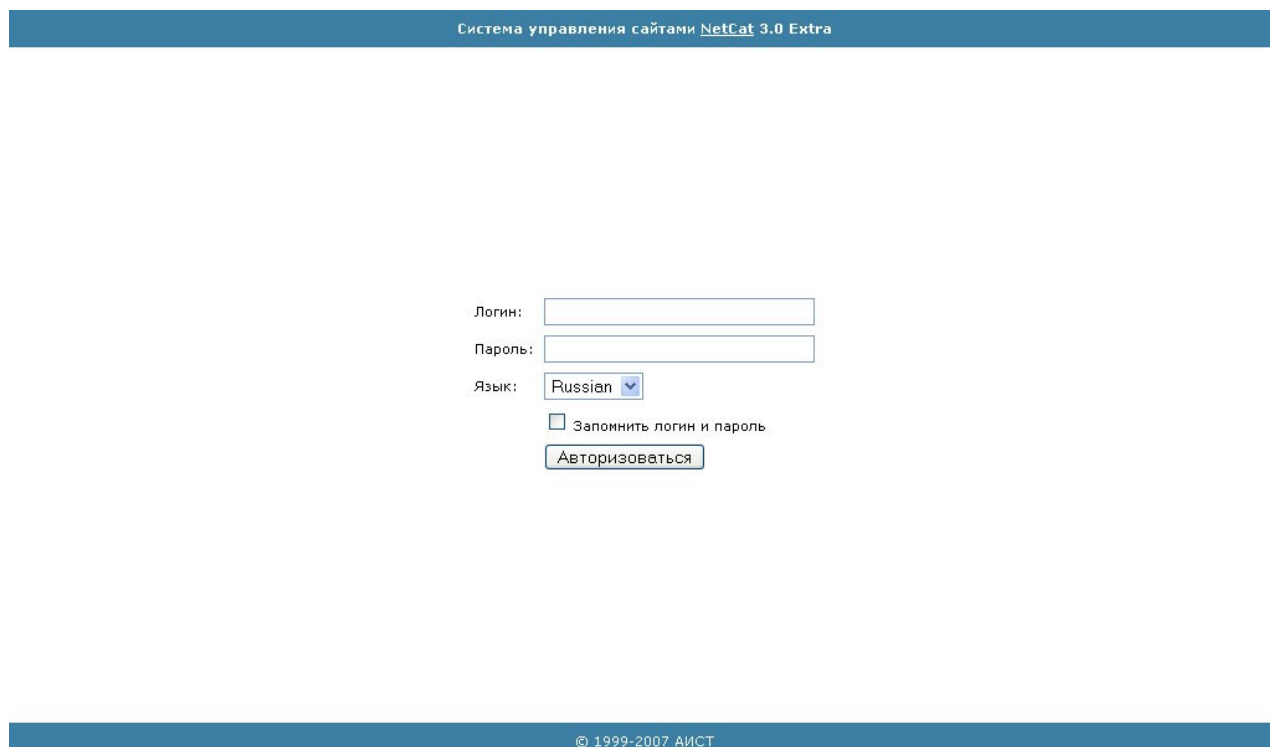 Система управления сайтами NetCat 3.0 Extra
Логин:
Пароль:
Язык: Russian
Запомнить логин и пароль
Авторизоваться
© 1999-2007 АИСТ